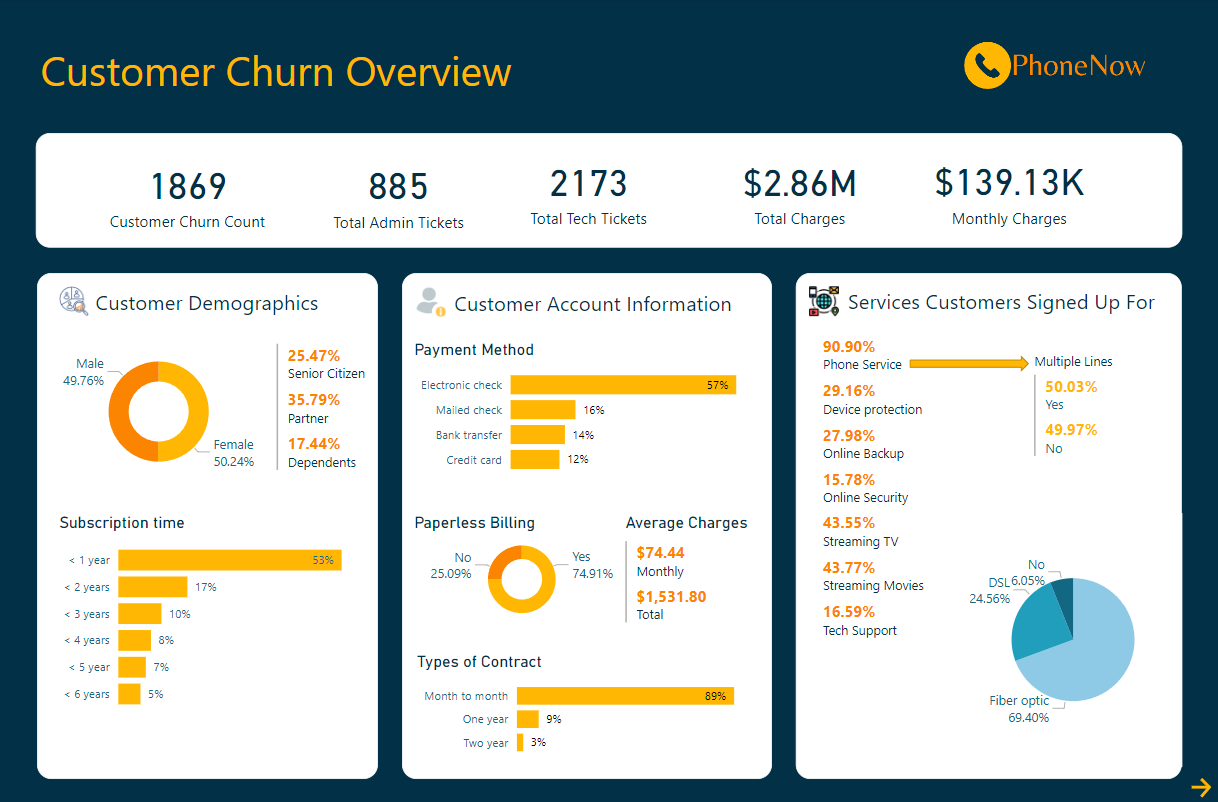 Customer Churn Overview
PhoneNow
1869
Customer Churn Count
885
Total Admin Tickets
2173
Total Tech Tickets
$2.86M
Total Charges
$139.13K
Monthly Charges
Customer Demographics
Male
49.76%
Female
50.24%
25.47%
Senior Citizen
35.79%
Partner
17.44%
Dependents
Subscription time
< 1 year 53%
< 2 years 17%
< 3 years 10%
< 4 years 8%
< 5 year 7%
< 6 years 5%
Customer Account Information
Payment Method
Electronic check 57%
Mailed check 16%
Bank transfer 14%
Credit card 12%
Paperless Billing
No
25.09%
Yes
74.91%
Average Charges
$74.44
Monthly
$1,531.80
Total
Types of Contract
Month to month 89%
One year 9%
Two year 3%
Services Customers Signed Up For
90.90%
Phone Service
29.16%
Device protection
27.98%
Online Backup
15.78%
Online Security
43.55%
Streaming TV
43.77%
Streaming Movies
16.59%
Tech Support
Multiple Lines
50.03%
Yes
49.97%
No
No
6.05%
DSL
24.56%
Fiber optic
69.40%